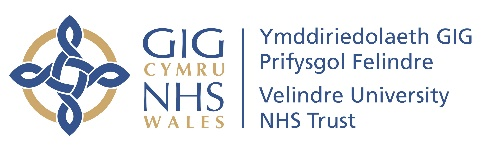 GIG
CYMRU
NHS
WALES
Ymddiriedolaeth GIG
Prifysgol Felindre
Velindre University
NHS Trust